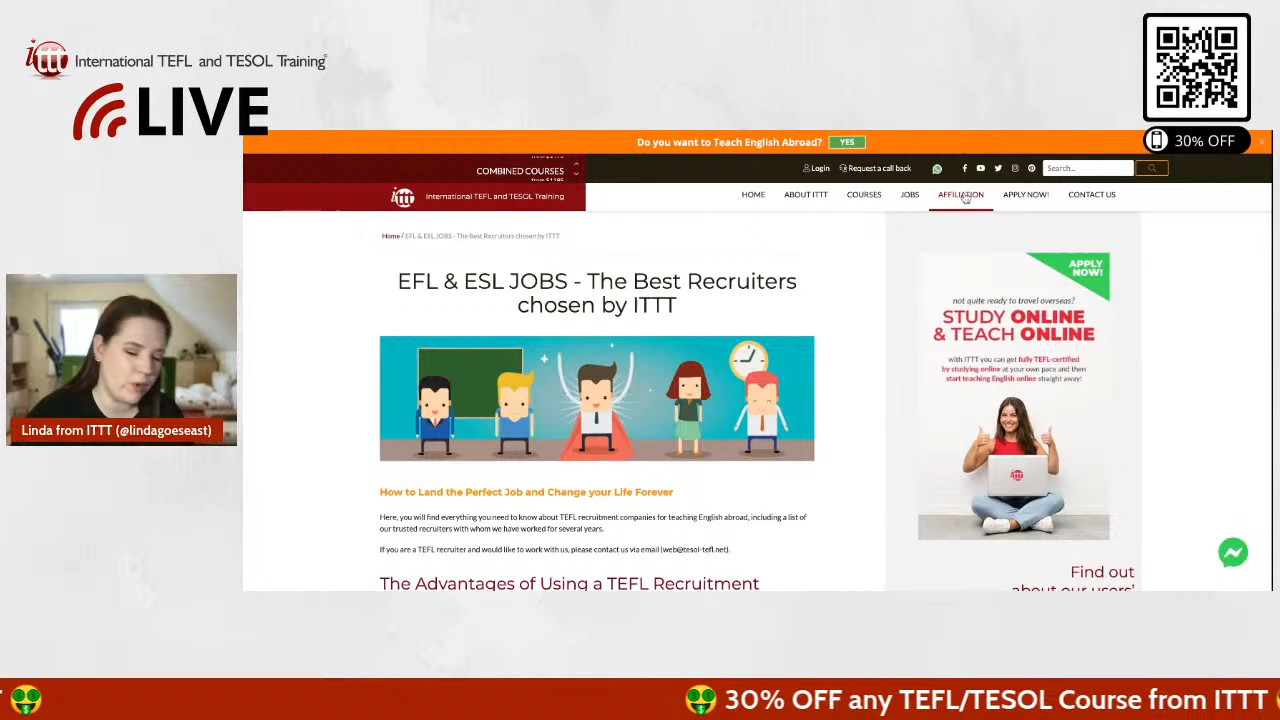 ittt International TEFL and TESOL Training
LIVE
30% OFF
Do you want to Teach English Abroad? YES
COMBINED COURSES
Login Request a call back Search...
ittt International TEFL and TESOL Training
HOME ABOUT ITTT COURSES JOBS AFFILIATION APPLY NOW! CONTACT US
Home / EFL & ESL JOBS - The Best Recruiters chosen by ITTT
EFL & ESL JOBS - The Best Recruiters
chosen by ITTT
How to Land the Perfect Job and Change your Life Forever
Here, you will find everything you need to know about TEFL recruitment companies for teaching English abroad, including a list of
our trusted recruiters with whom we have worked for several years.
If you are a TEFL recruiter and would like to work with us, please contact us via email (web@tesol-tefl.net).
The Advantages of Using a TEFL Recruitment
APPLY
NOW!
not quite ready to travel overseas?
STUDY ONLINE
& TEACH ONLINE
with ITTT you can get fully TEFL-certified
by studying online at your own pace and then
start teaching English online straight away!
ittt
Find out
about our users'
Linda from ITTT (@lindagoeseast)
30% OFF any TEFL/TESOL Course from ITTT